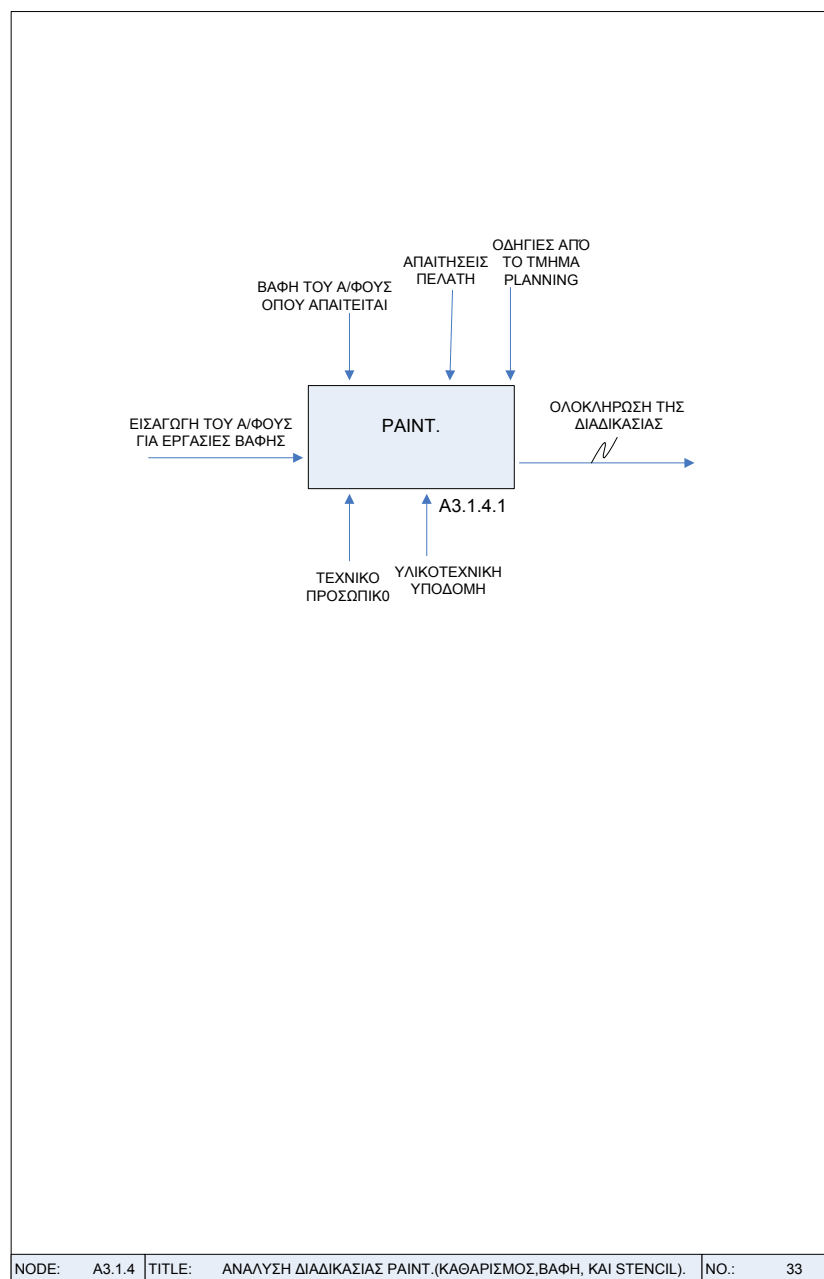 ΟΔΗΓΙΕΣ ΑΠΌ
ΤΟ ΤΜΗΜΑ
PLANNING
ΑΠΑΙΤΗΣΕΙΣ
ΠΕΛΑΤΗ
ΒΑΦΗ ΤΟΥ Α/ΦΟΥΣ
ΟΠΟΥ ΑΠΑΙΤΕΙΤΑΙ
ΕΙΣΑΓΩΓΗ ΤΟΥ Α/ΦΟΥΣ
ΓΙΑ ΕΡΓΑΣΙΕΣ ΒΑΦΗΣ
PAINT.
ΟΛΟΚΛΗΡΩΣΗ ΤΗΣ
ΔΙΑΔΙΚΑΣΙΑΣ
A3.1.4.1
ΤΕΧΝΙΚΟ
ΠΡΟΣΩΠΙΚ0
ΥΛΙΚΟΤΕΧΝΙΚΗ
ΥΠΟΔΟΜΗ
NODE: A3.1.4 TITLE: ΑΝΑΛΥΣΗ ΔΙΑΔΙΚΑΣΙΑΣ PAINT.(ΚΑΘΑΡΙΣΜΟΣ,ΒΑΦΗ, ΚΑΙ STENCIL). NO.: 33